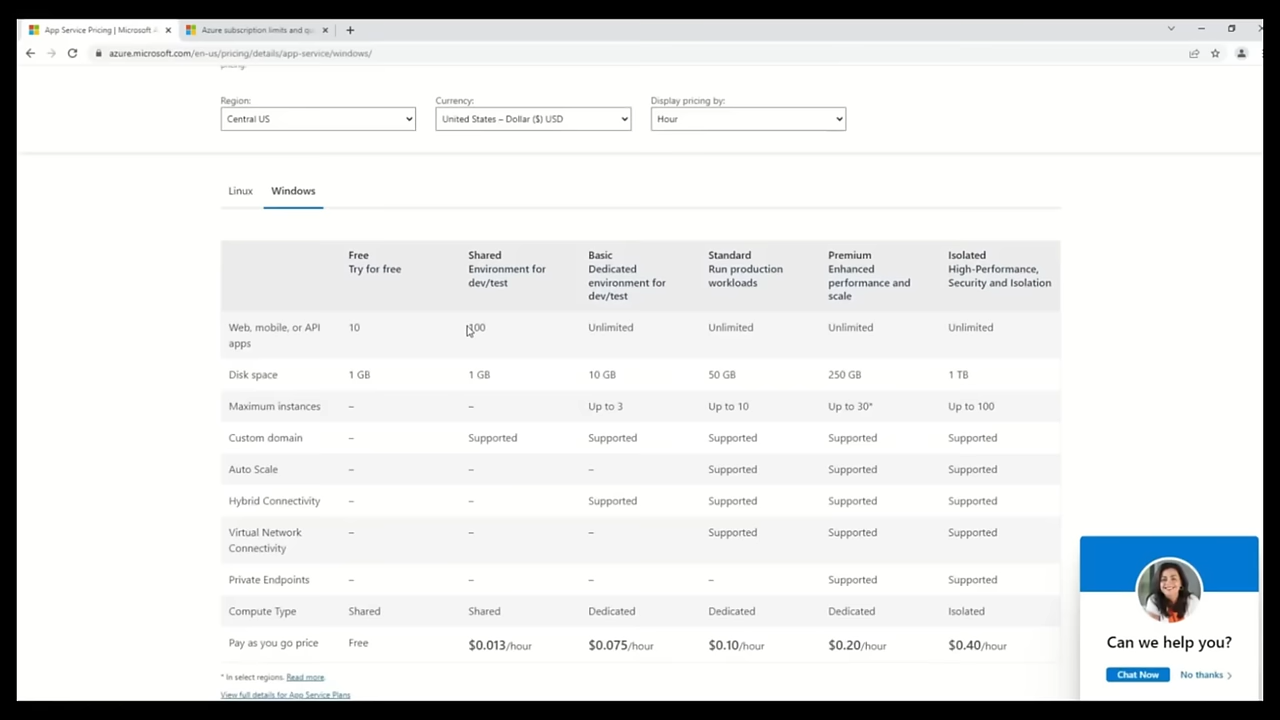 App Service Pricing | Microsoft
Azure subscription limits and qu
azure.microsoft.com/en-us/pricing/details/app-service/windows/
pricing.
Region: Currency: Display pricing by:
Central US United States – Dollar ($) USD Hour
Linux Windows
Free Shared Basic Standard Premium Isolated
Try for free Environment for Dedicated Run production Enhanced High-Performance,
dev/test environment for workloads performance and Security and Isolation
dev/test scale
Web, mobile, or API 10 100 Unlimited Unlimited Unlimited Unlimited
apps
Disk space 1 GB 1 GB 10 GB 50 GB 250 GB 1 TB
Maximum instances – – Up to 3 Up to 10 Up to 30* Up to 100
Custom domain – Supported Supported Supported Supported Supported
Auto Scale – – – Supported Supported Supported
Hybrid Connectivity – – Supported Supported Supported Supported
Virtual Network – – – Supported Supported Supported
Connectivity
Private Endpoints – – – – Supported Supported
Compute Type Shared Shared Dedicated Dedicated Dedicated Isolated
Pay as you go price Free $0.013/hour $0.075/hour $0.10/hour $0.20/hour $0.40/hour
* In select regions. Read more.
View full details for App Service Plans
Can we help you?
Chat Now No thanks